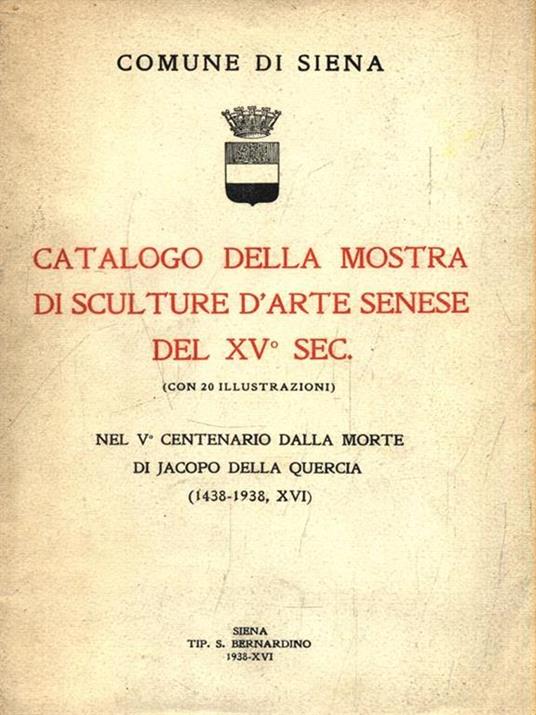 COMUNE DI SIENA
CATALOGO DELLA MOSTRA
DI SCULTURE D'ARTE SENESE
DEL XV° SEC.
(CON 20 ILLUSTRAZIONI)
NEL V° CENTENARIO DALLA MORTE
DI JACOPO DELLA QUERCIA
(1438-1938, XVI)
SIENA
TIP. S. BERNARDINO
1938-XVI